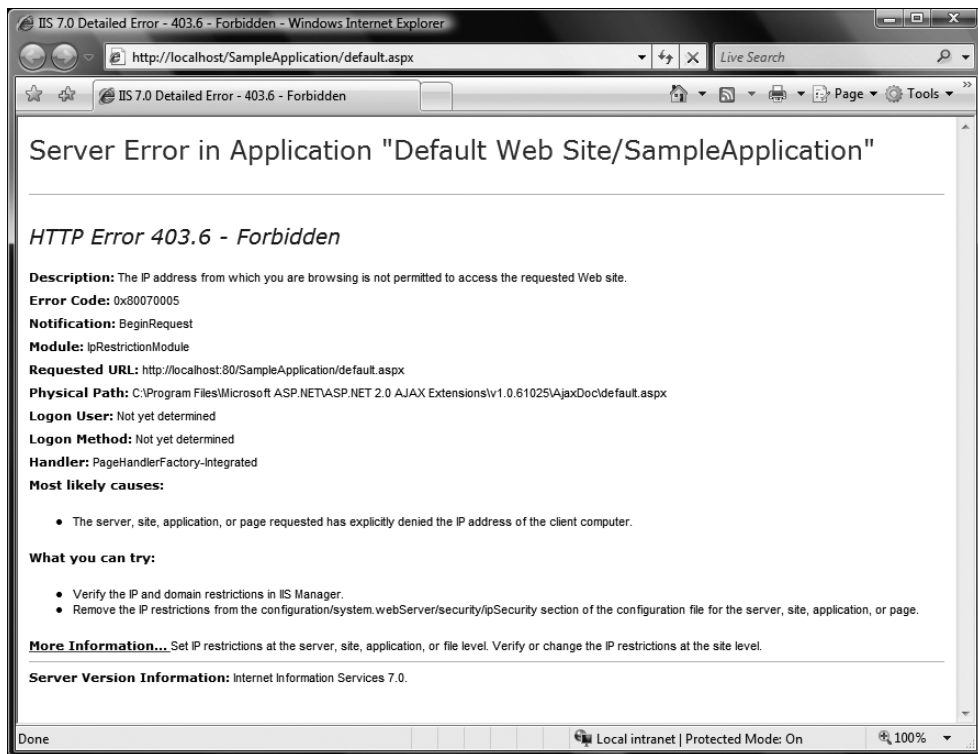 IIS 7.0 Detailed Error - 403.6 - Forbidden - Windows Internet Explorer
http://localhost/SampleApplication/default.aspx
Live Search
IIS 7.0 Detailed Error - 403.6 - Forbidden
Page
Tools
Server Error in Application "Default Web Site/SampleApplication"
HTTP Error 403.6 - Forbidden
Description: The IP address from which you are browsing is not permitted to access the requested Web site.
Error Code: 0x80070005
Notification: BeginRequest
Module: IpRestrictionModule
Requested URL: http://localhost:80/SampleApplication/default.aspx
Physical Path: C:\Program Files\Microsoft ASP.NET\ASP.NET 2.0 AJAX Extensions\v1.0.61025\AjaxDoc\default.aspx
Logon User: Not yet determined
Logon Method: Not yet determined
Handler: PageHandlerFactory-Integrated
Most likely causes:
• The server, site, application, or page requested has explicitly denied the IP address of the client computer.
What you can try:
• Verify the IP and domain restrictions in IIS Manager.
• Remove the IP restrictions from the configuration/system.webServer/security/ipSecurity section of the configuration file for the server, site, application, or page.
More Information... Set IP restrictions at the server, site, application, or file level. Verify or change the IP restrictions at the site level.
Server Version Information: Internet Information Services 7.0.
Done
Local intranet | Protected Mode: On
100%